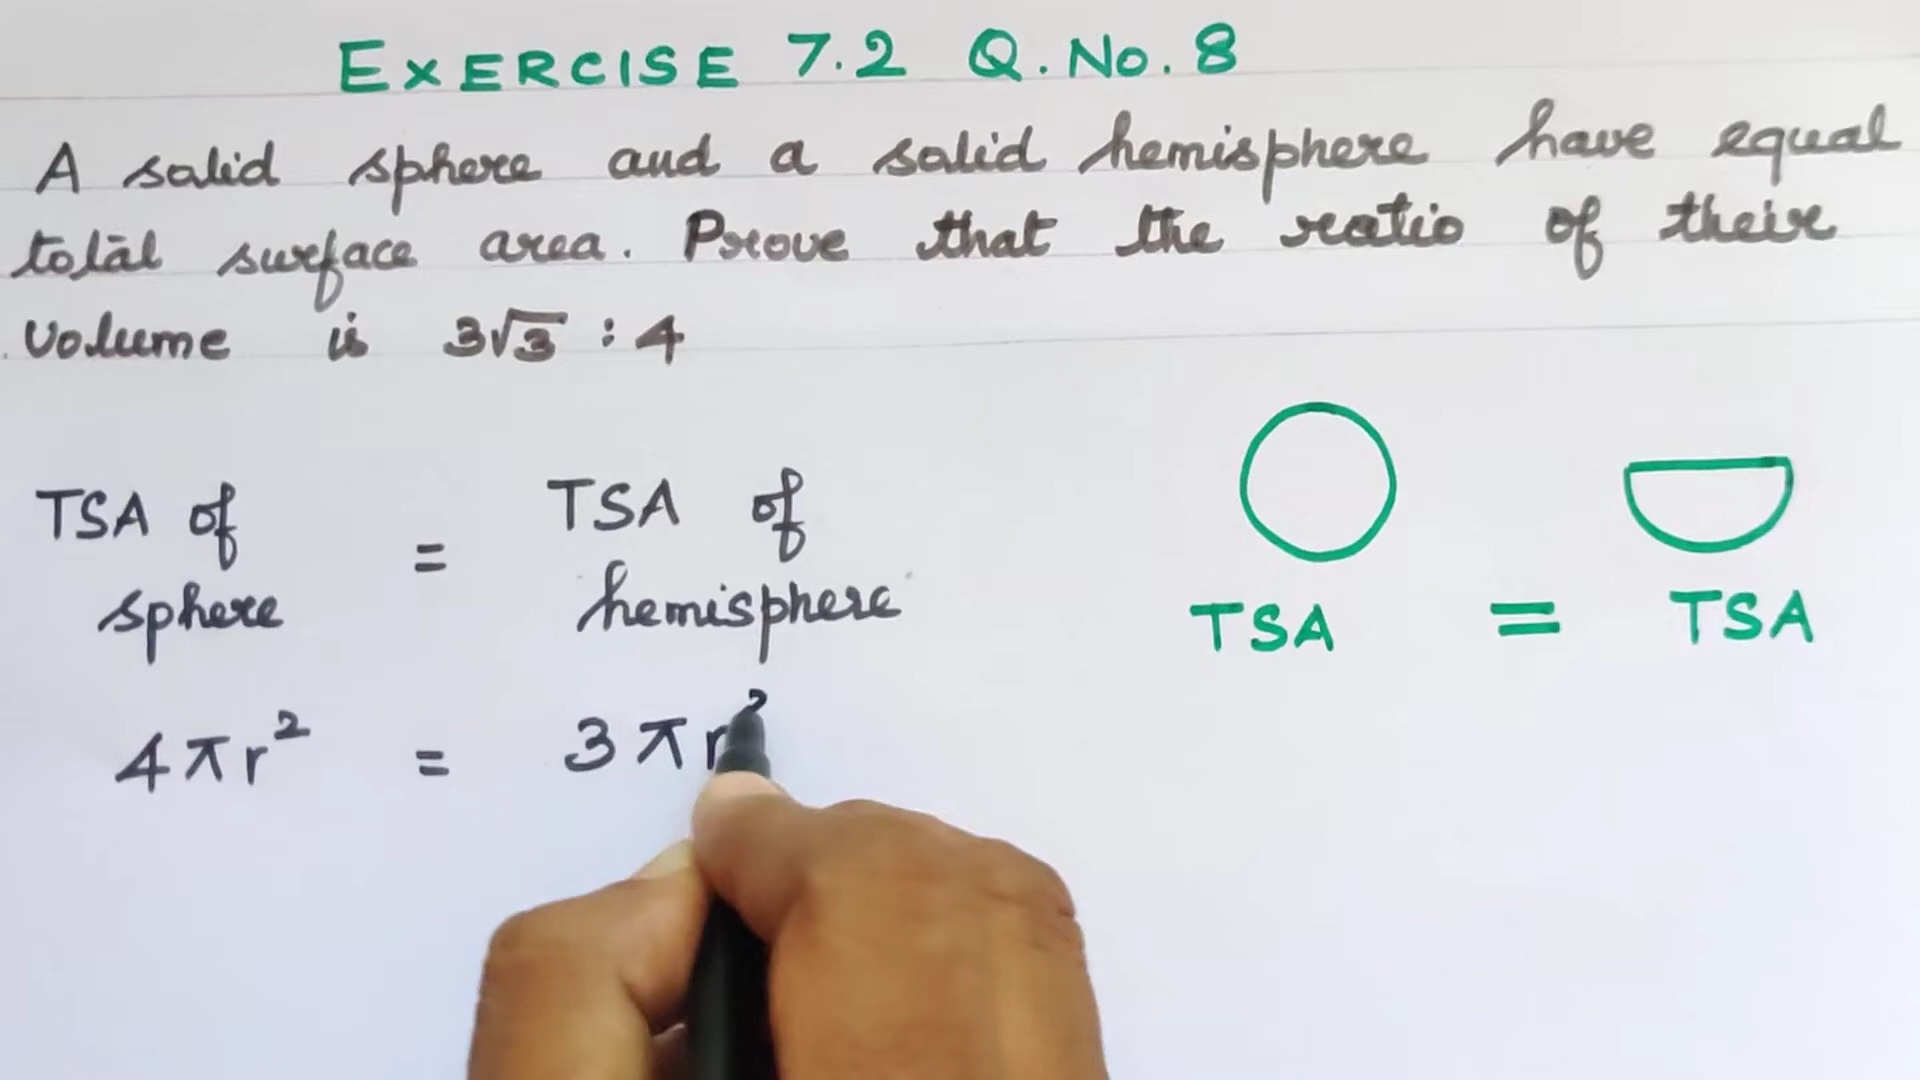 EXERCISE 7.2 Q. No. 8
A solid sphere and a solid hemisphere have equal
total surface area. Prove that the ratio of their
volume is 3√3 : 4
TSA of sphere = TSA of hemisphere
TSA = TSA
4πr² = 3πr²